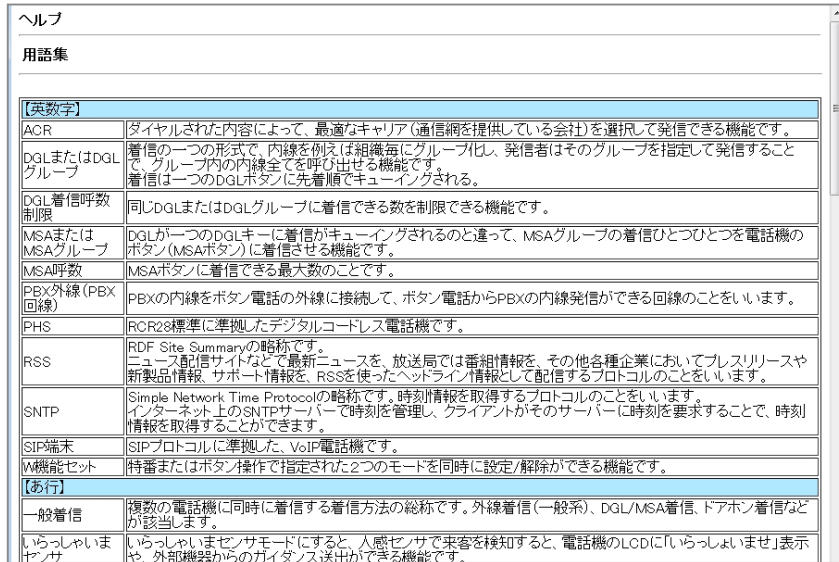 ヘルプ
用語集
【英数字】
ACR
ダイヤルされた内容によって、最適なキャリア(通信網を提供している会社)を選択して発信できる機能です。
DGLまたはDGL
グループ
着信の一つの形式で、内線を例えば組織毎にグループ化し、発信者はそのグループを指定して発信すること
で、グループ内の内線全てを呼び出せる機能です。
着信は一つのDGLボタンに先着順でキューイングされる。
DGL着信呼数
制限
同じDGLまたはDGLグループに着信できる数を制限できる機能です。
MSAまたは
MSAグループ
DGLが一つのDGLキーに着信がキューイングされるのと違って、MSAグループの着信ひとつひとつを電話機の
ボタン(MSAボタン)に着信させる機能です。
MSA呼数
MSAボタンに着信できる最大数のことです。
PBX外線(PBX
回線)
PBXの内線をボタン電話の外線に接続して、ボタン電話からPBXの内線発信ができる回線のことをいいます。
PHS
RCR28標準に準拠したデジタルコードレス電話機です。
RSS
RDF Site Summaryの略称です。
ニュース配信サイトなどで最新ニュースを、放送局では番組情報を、その他各種企業においてプレスリリースや
新製品情報、サポート情報を、RSSを使ったヘッドライン情報として配信するプロトコルのことをいいます。
SNTP
Simple Network Time Protocolの略称です。時刻情報を取得するプロトコルのことをいいます。
インターネット上のSNTPサーバーで時刻を管理し、クライアントがそのサーバーに時刻を要求することで、時刻
情報を取得することができます。
SIP端末
SIPプロトコルに準拠した、VoIP電話機です。
W機能セット
特番またはボタン操作で指定された2つのモードを同時に設定/解除ができる機能です。
【あ行】
一般着信
複数の電話機に同時に着信する着信方法の総称です。外線着信(一般系)、DGL/MSA着信、ドアホン着信など
が該当します。
いらっしゃいま
センサ
いらっしゃいまセンサモードにすると、人感センサで来客を検知すると、電話機のLCDに「いらっしょいませ」表示
や、外部機器からのガイダンス送出ができる機能です。